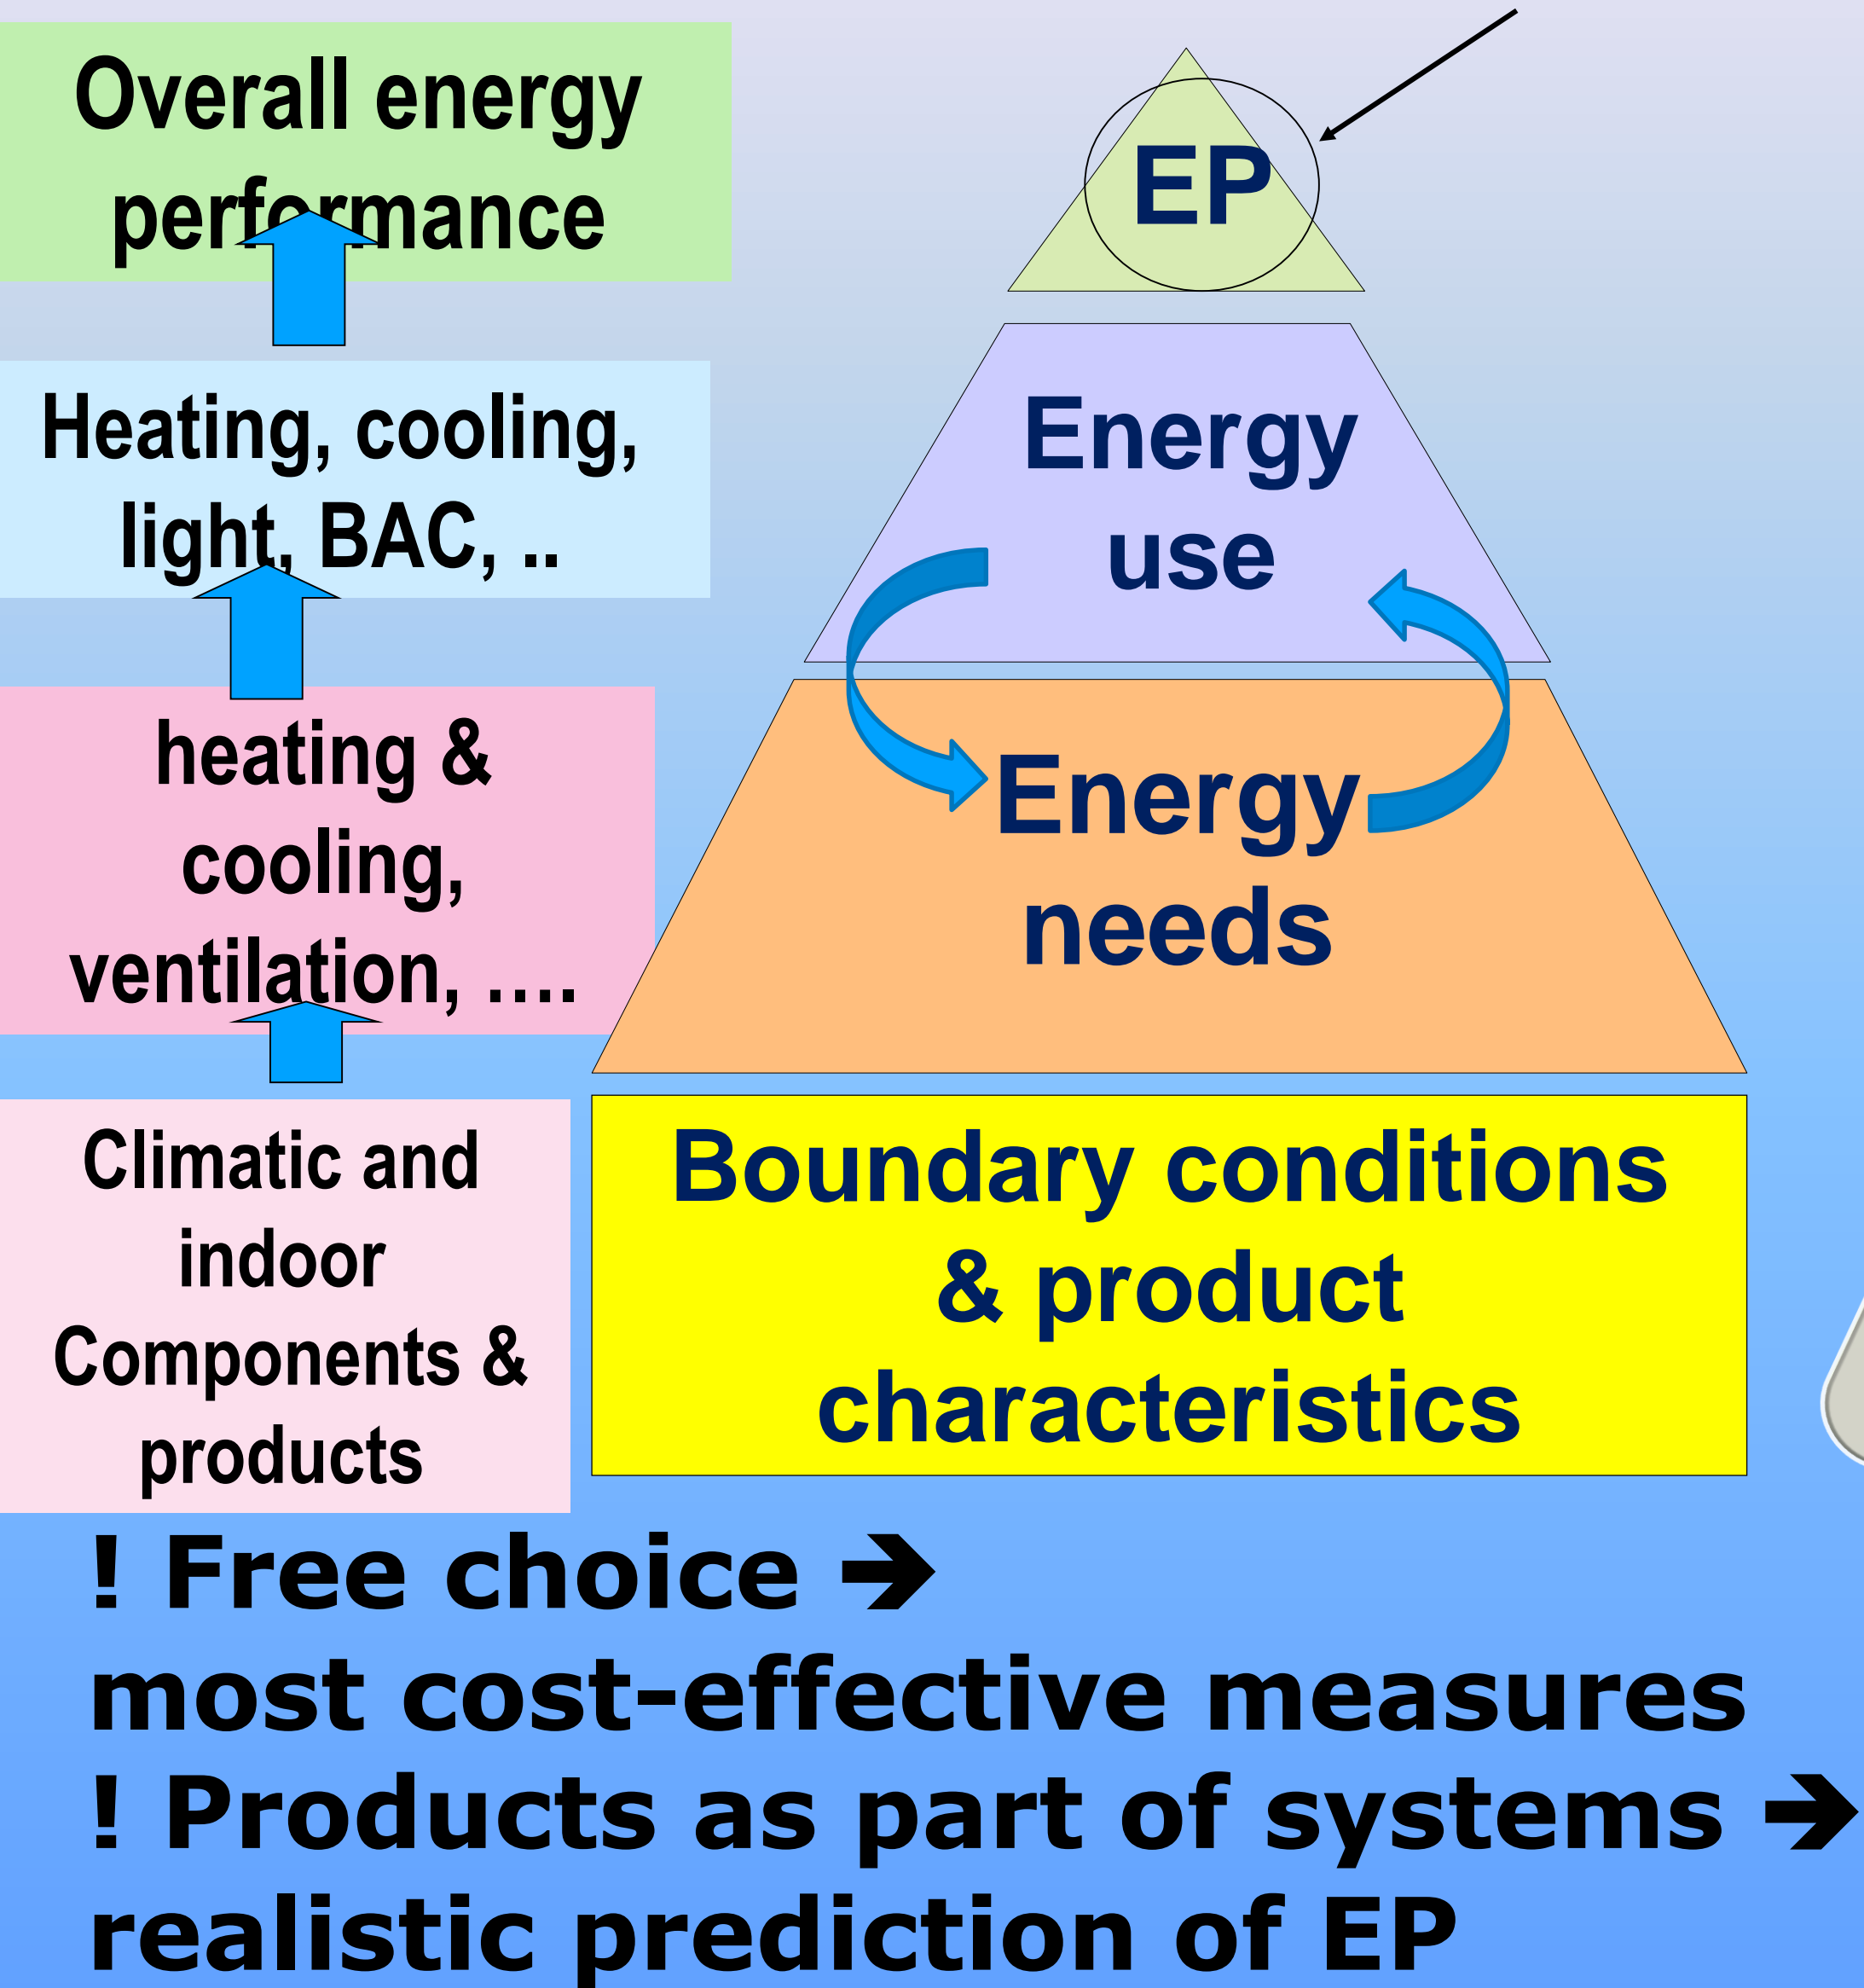 Overall energy
performance
EP
Heating, cooling,
light, BAC, ..
Energy
use
heating &
cooling,
ventilation, ....
Energy
needs
Climatic and
indoor
Components &
products
Boundary conditions
& product
characteristics
! Free choice ➔
most cost-effective measures
! Products as part of systems ➔
realistic prediction of EP